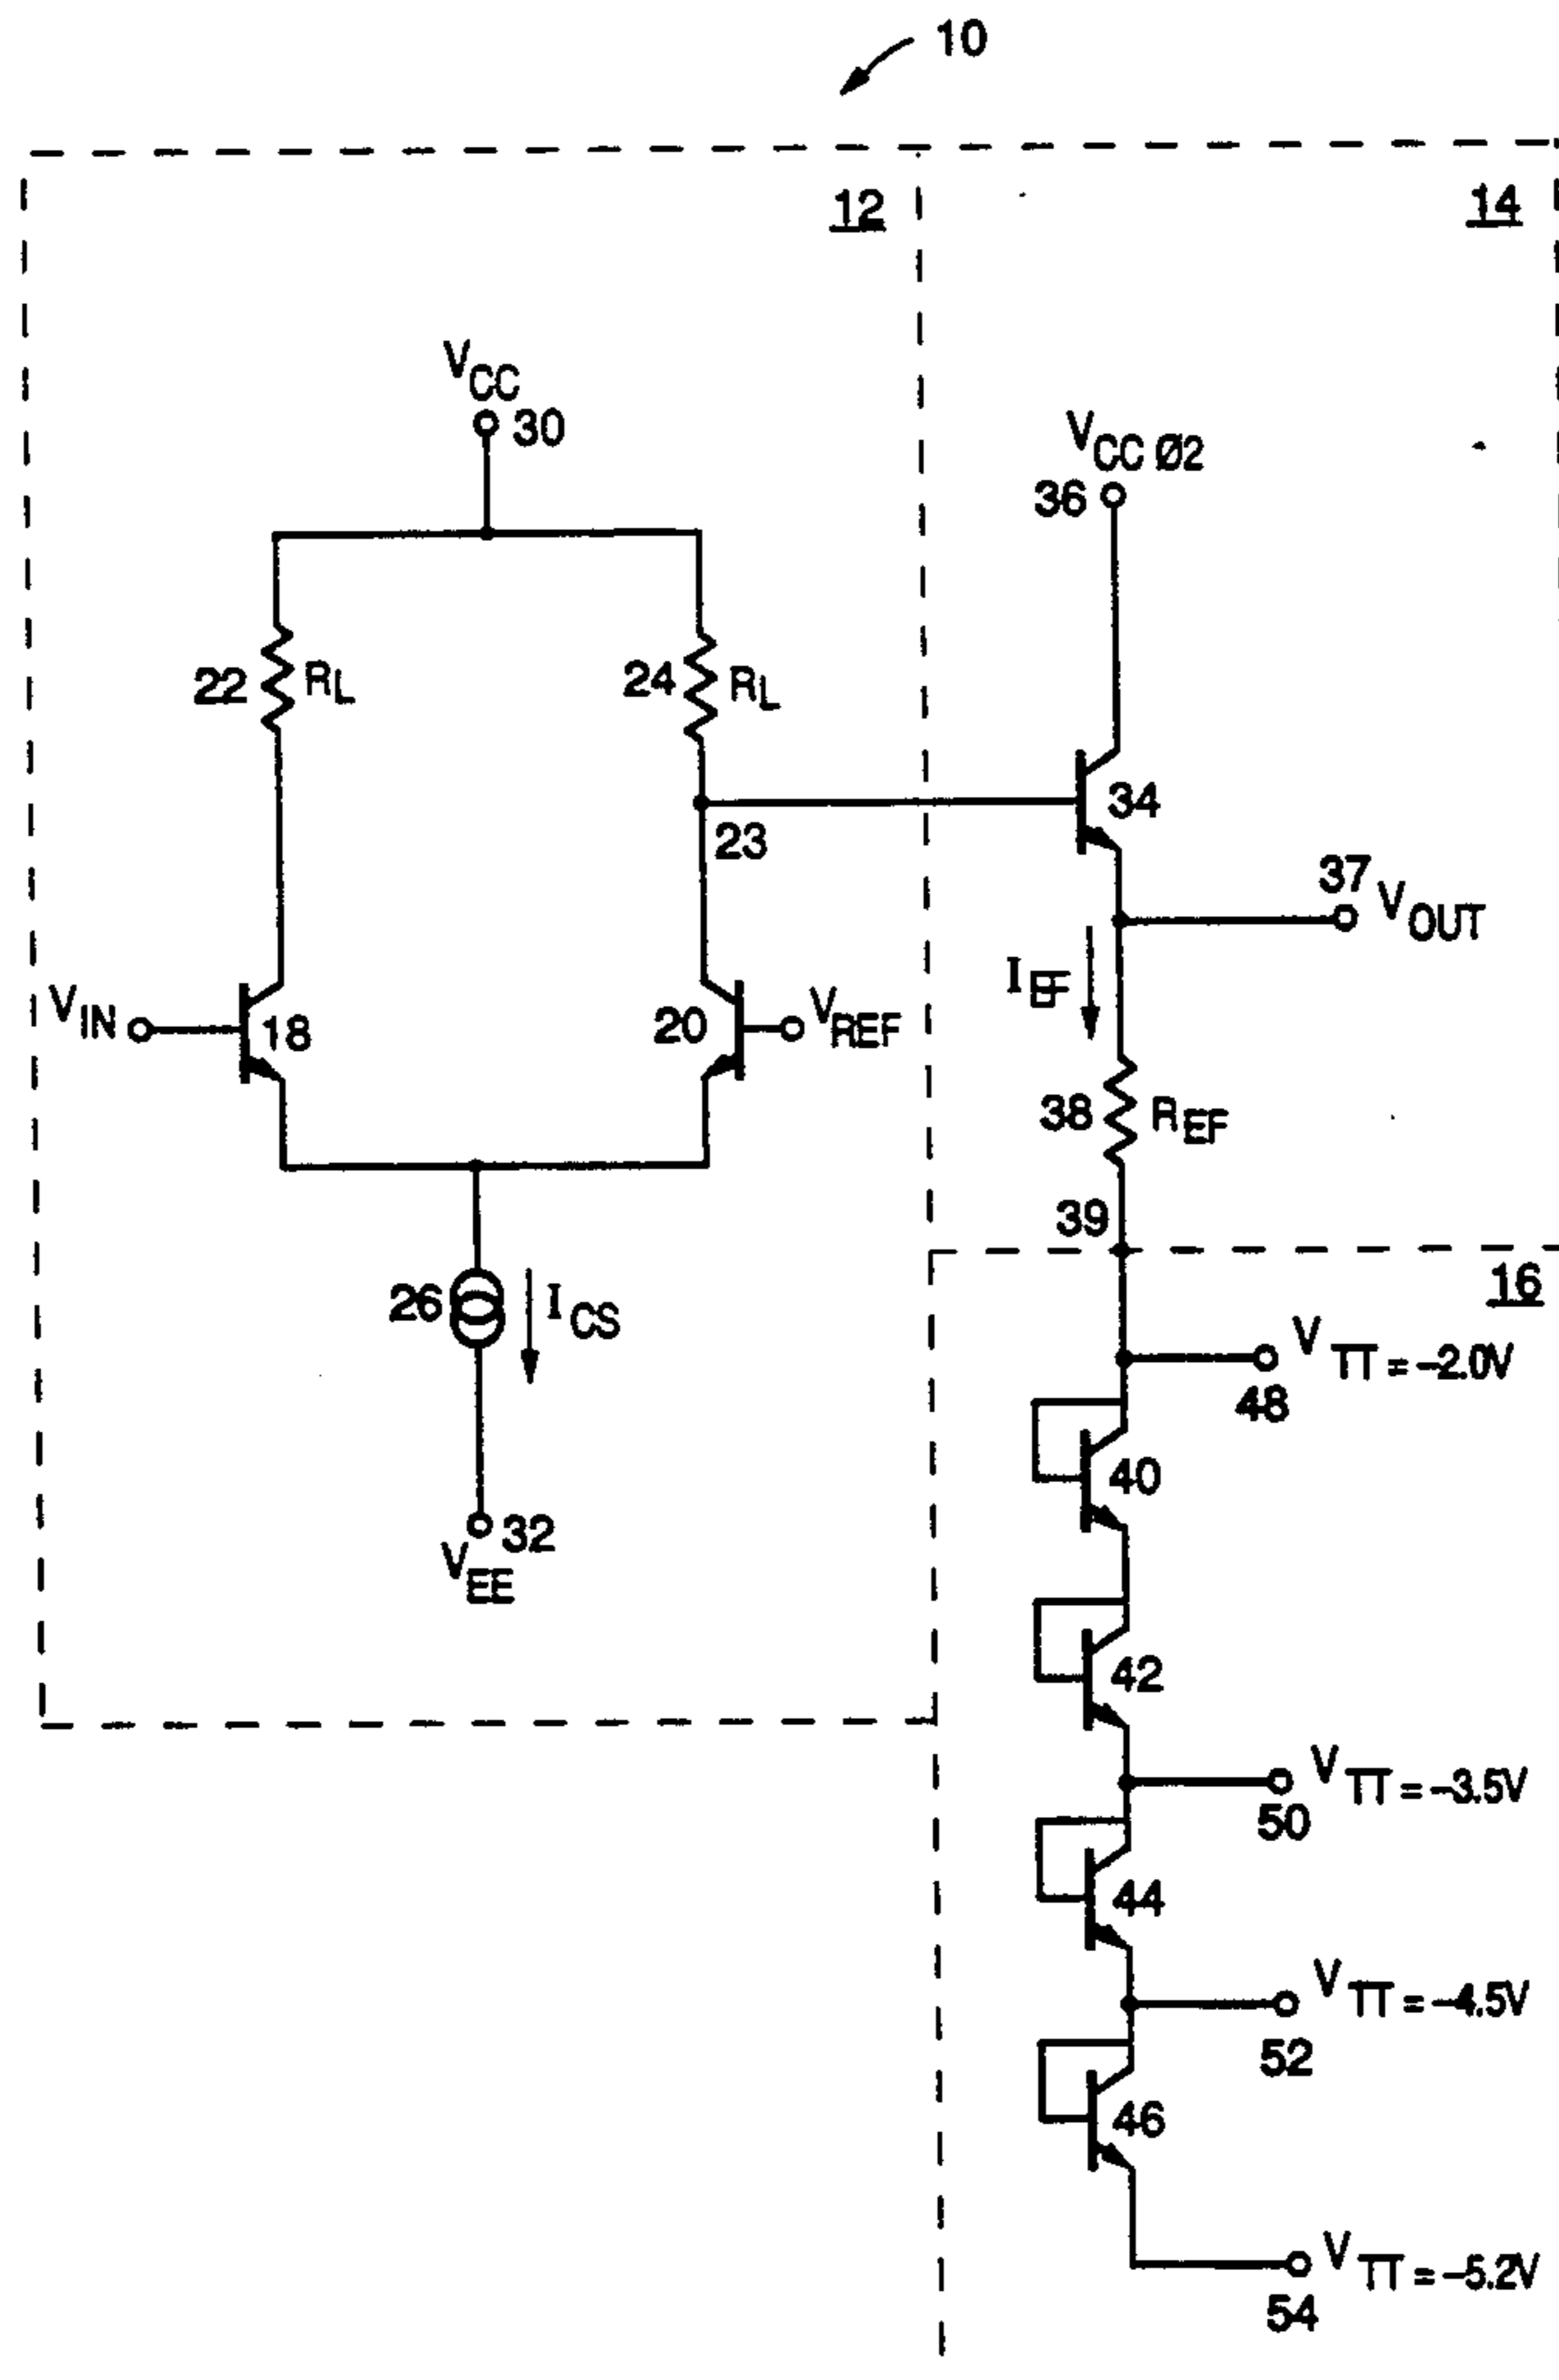 10
12
14
VCC
30
VCC Ø2
36
22
RL
24
RL
34
23
37
VOUT
IEF
VIN
18
20
VREF
38
REF
39
26
ICS
16
VTT = -2.0V
48
40
32
VEE
42
VTT = -3.5V
50
44
VTT = -4.5V
52
46
VTT = -5.2V
54